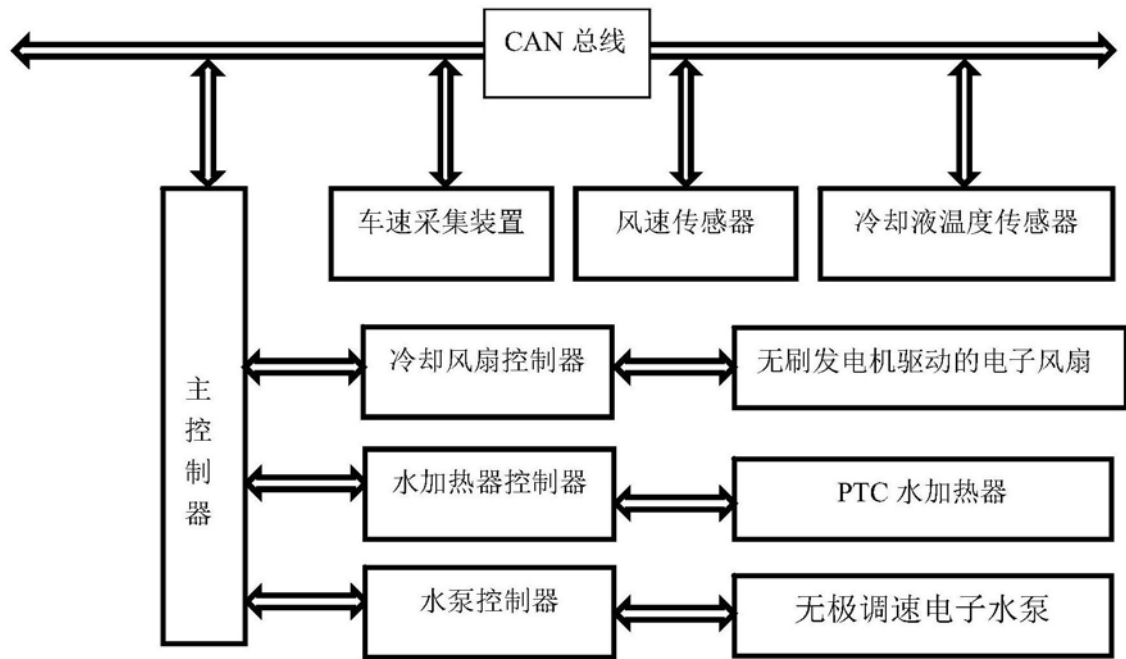 CAN 总线
车速采集装置
风速传感器
冷却液温度传感器
主
控
制
器
冷却风扇控制器
无刷发电机驱动的电子风扇
水加热器控制器
PTC 水加热器
水泵控制器
无极调速电子水泵